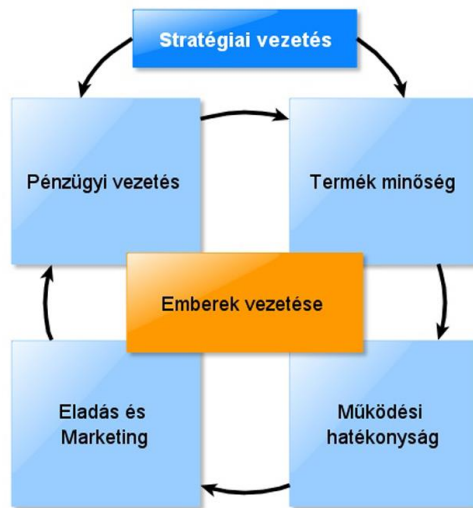 Stratégiai vezetés
Pénzügyi vezetés
Termék minőség
Emberek vezetése
Eladás és
Marketing
Működési
hatékonyság